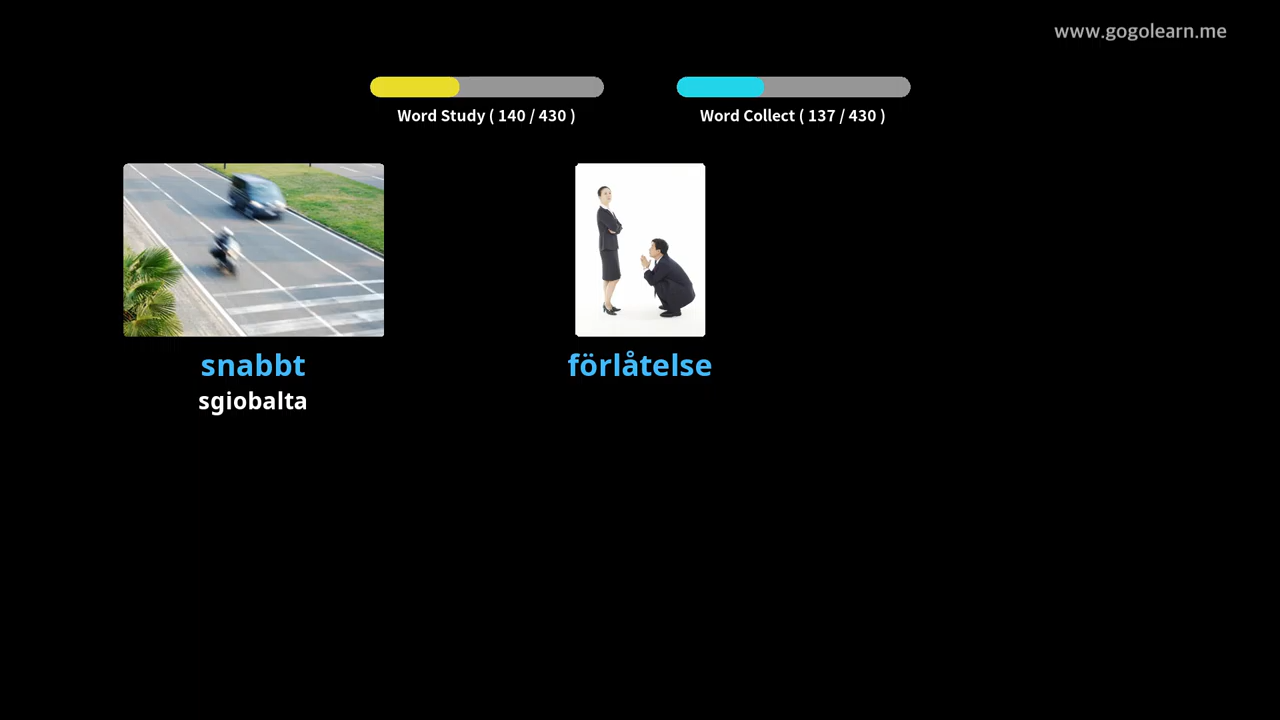 www.gogolearn.me
Word Study ( 140 / 430 )
Word Collect ( 137 / 430 )
snabbt
sgiobalta
förlåtelse